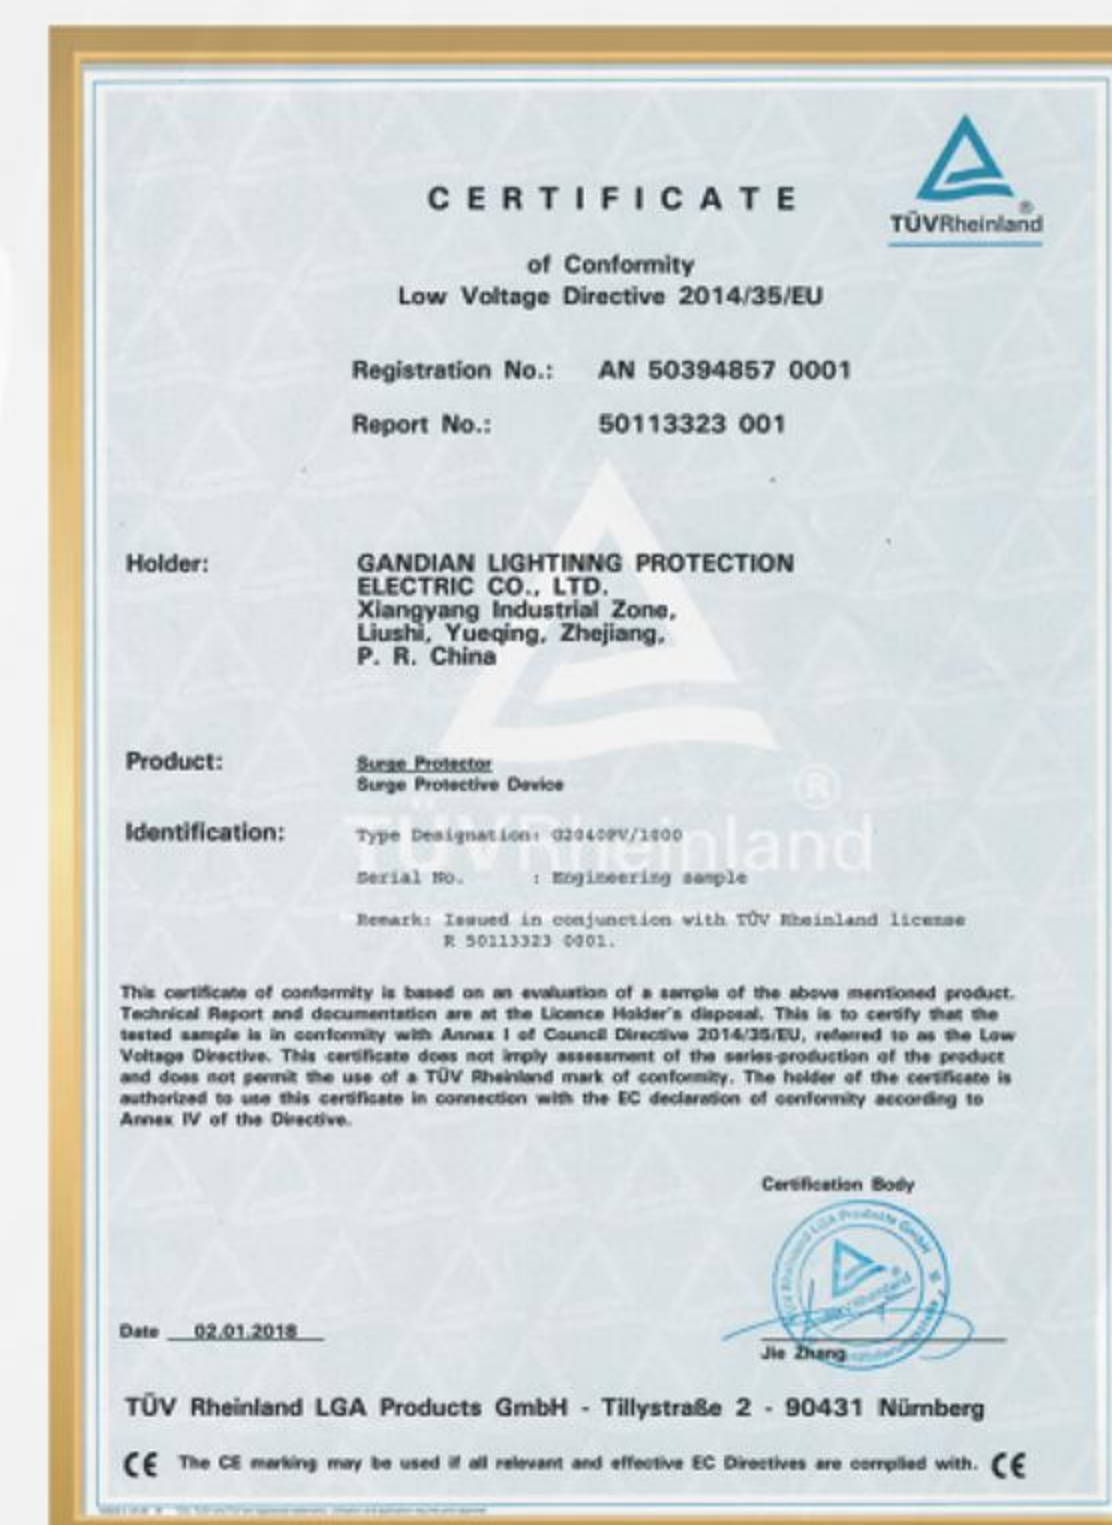 TÜVRheinland®
CERTIFICATE
of Conformity
Low Voltage Directive 2014/35/EU
Registration No.: AN 50394857 0001
Report No.: 50113323 001
Holder: GANDIAN LIGHTINNG PROTECTION
ELECTRIC CO., LTD.
Xiangyang Industrial Zone,
Liushi, Yueqing, Zhejiang,
P. R. China
Product: Surge Protector
Surge Protective Device
Identification: Type Designation:
Serial No. : Engineering sample
Remark: Issued in conjunction with TÜV Rheinland license
R 50113323 0001.
TÜVRheinland®
This certificate of conformity is based on an evaluation of a sample of the above mentioned product.
Technical Report and documentation are at the Licence Holder's disposal. This is to certify that the
tested sample is in conformity with Annex I of Council Directive 2014/35/EU, referred to as the Low
Voltage Directive. This certificate does not imply assessment of the series-production of the product
and does not permit the use of a TÜV Rheinland mark of conformity. The holder of the certificate is
authorized to use this certificate in connection with the EC declaration of conformity according to
Annex IV of the Directive.
Certification Body
TÜV Rheinland LGA Products GmbH
TÜVRheinland®
Date 02.01.2018
Jie Zhang
TÜV Rheinland LGA Products GmbH - Tillystraße 2 - 90431 Nürnberg
CE The CE marking may be used if all relevant and effective EC Directives are complied with. CE